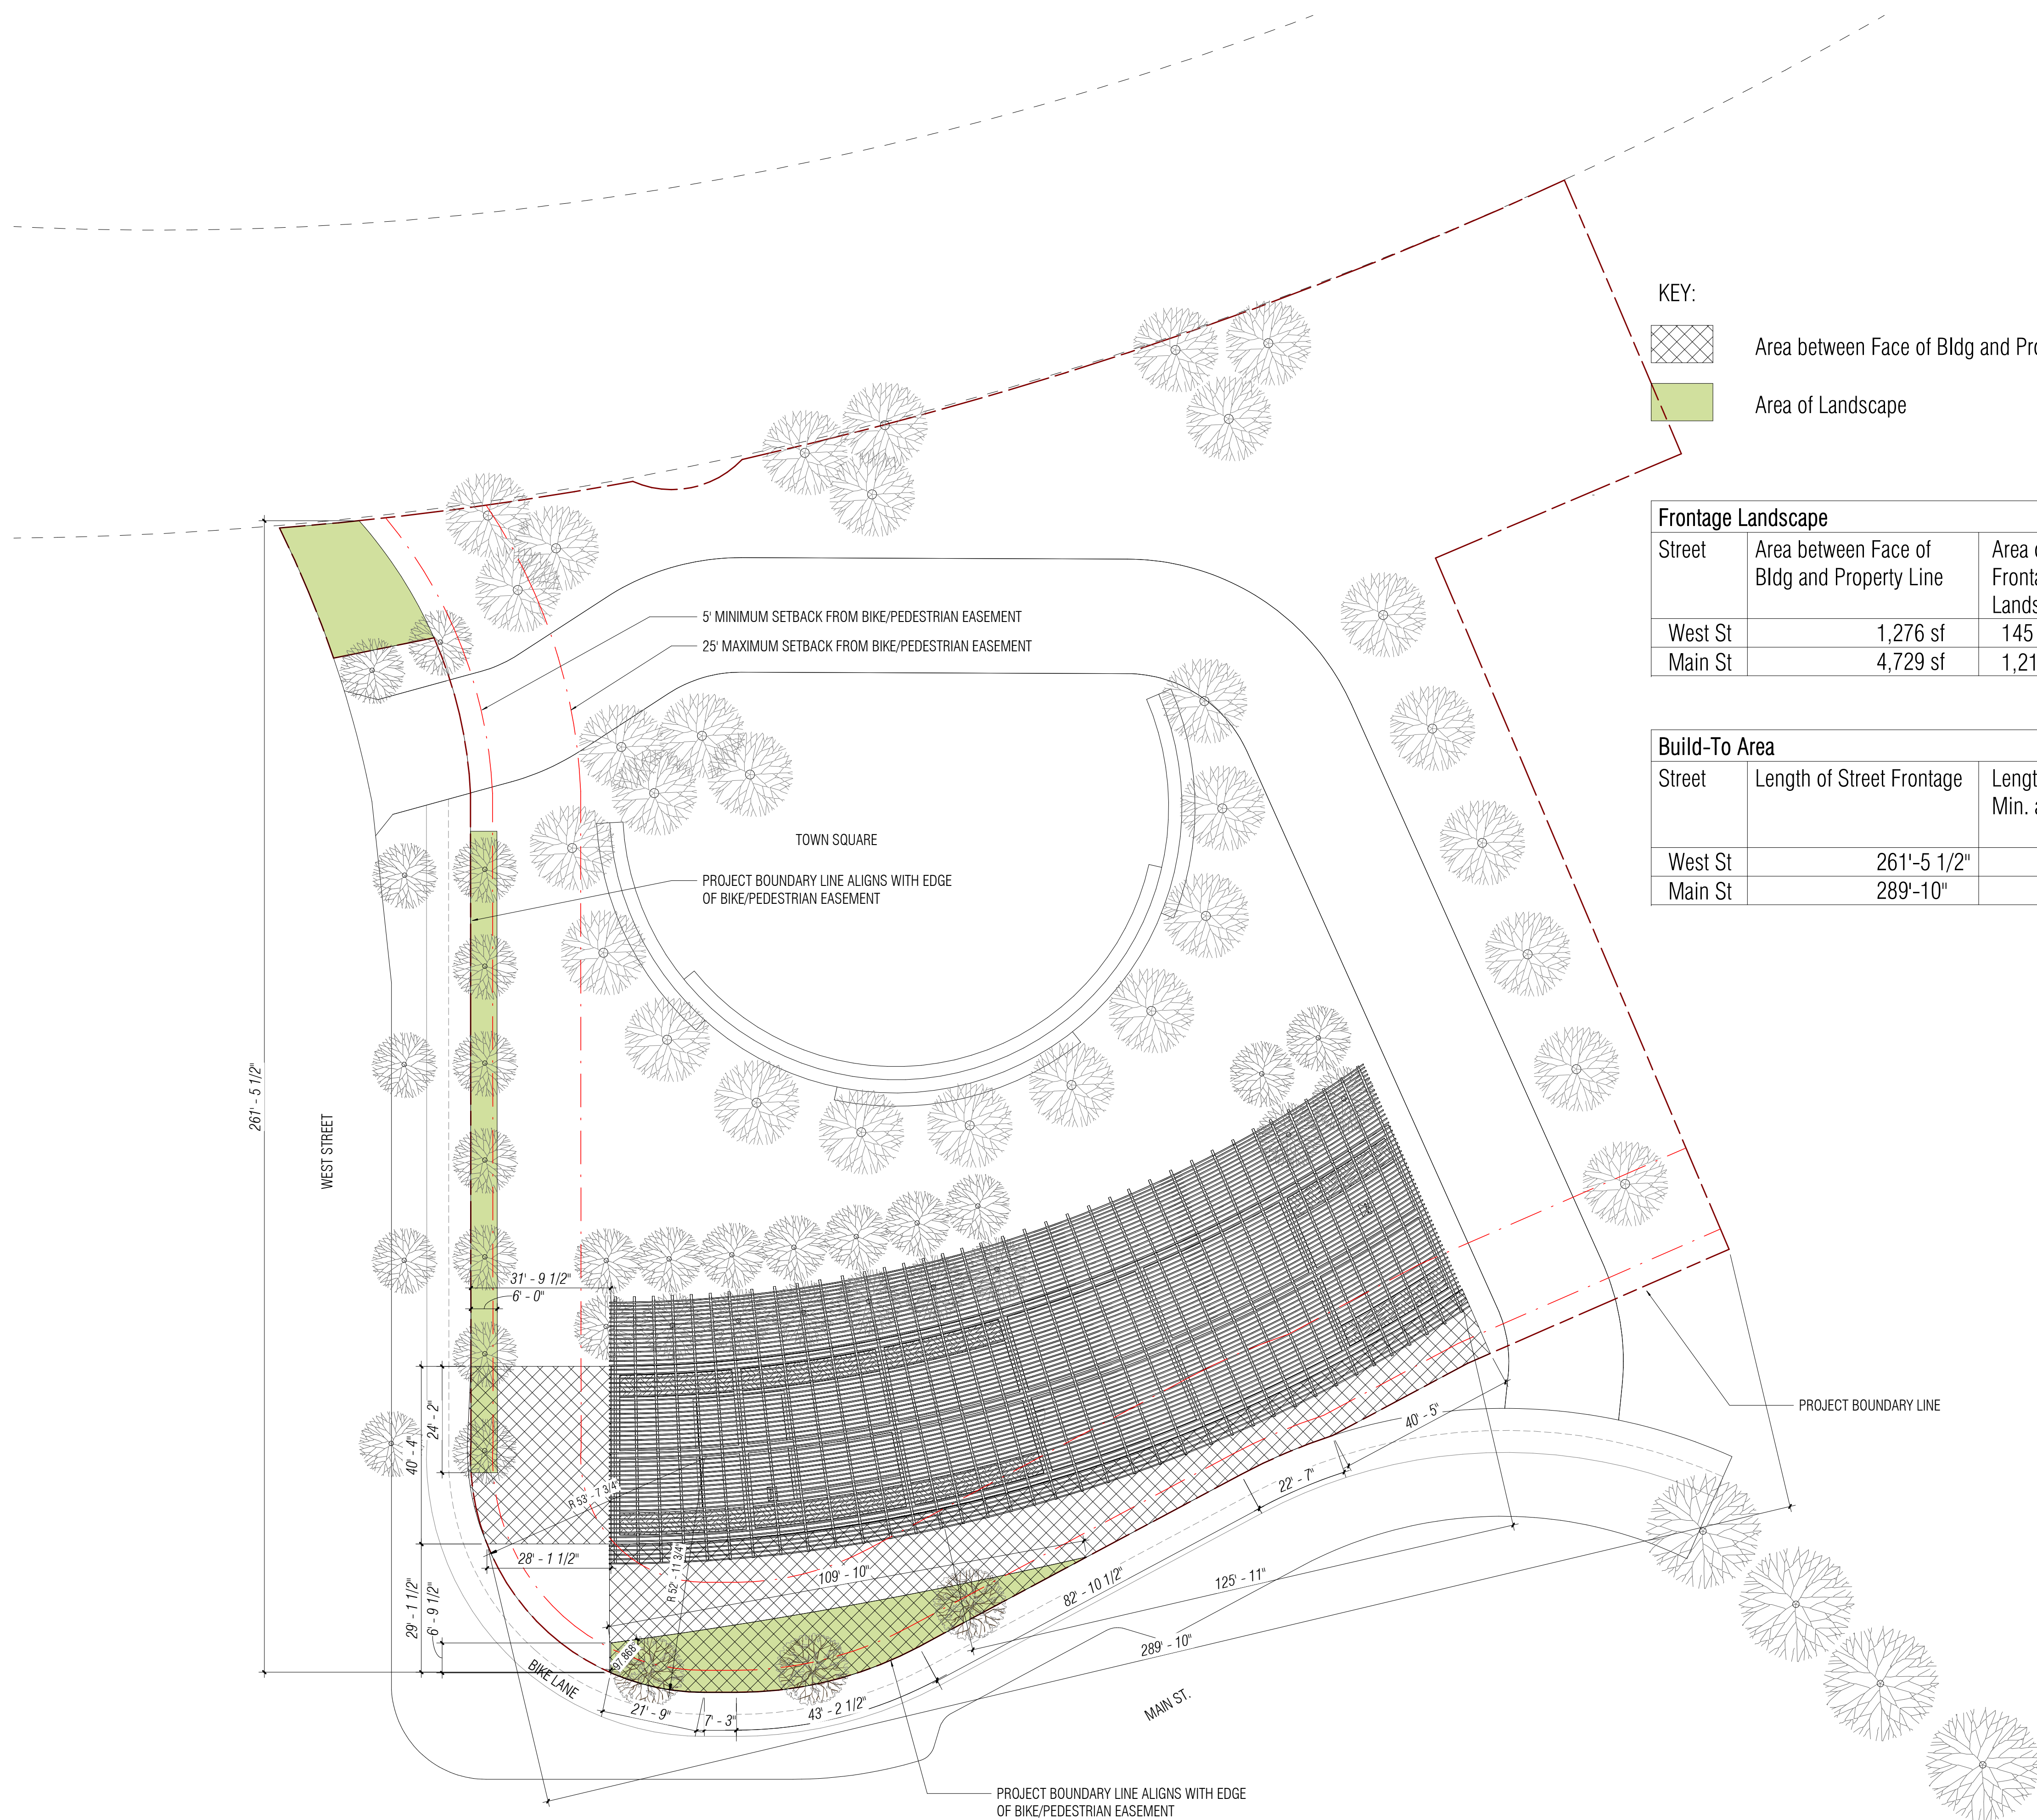 KEY:
Area between Face of Bldg and Pro
Area of Landscape
Frontage Landscape
Street
Area between Face of
Bldg and Property Line
Area
Fronta
Lands
West St
1,276 sf
145
Main St
4,729 sf
1,21
Build-To Area
Street
Length of Street Frontage
Lengt
Min. a
West St
261'-5 1/2"
Main St
289'-10"
5' MINIMUM SETBACK FROM BIKE/PEDESTRIAN EASEMENT
25' MAXIMUM SETBACK FROM BIKE/PEDESTRIAN EASEMENT
TOWN SQUARE
PROJECT BOUNDARY LINE ALIGNS WITH EDGE
OF BIKE/PEDESTRIAN EASEMENT
261' - 5 1/2"
WEST STREET
31' - 9 1/2"
6' - 0"
24' - 2"
40' - 4"
R 53' - 7 3/4"
28' - 1 1/2"
29' - 1 1/2"
6' - 9 1/2"
R 52' - 11 3/4"
109' - 10"
97.868°
BIKE LANE
21' - 9"
7' - 3"
43' - 2 1/2"
82' - 10 1/2"
22' - 7"
40' - 5"
125' - 11"
289' - 10"
MAIN ST.
PROJECT BOUNDARY LINE
PROJECT BOUNDARY LINE ALIGNS WITH EDGE
OF BIKE/PEDESTRIAN EASEMENT